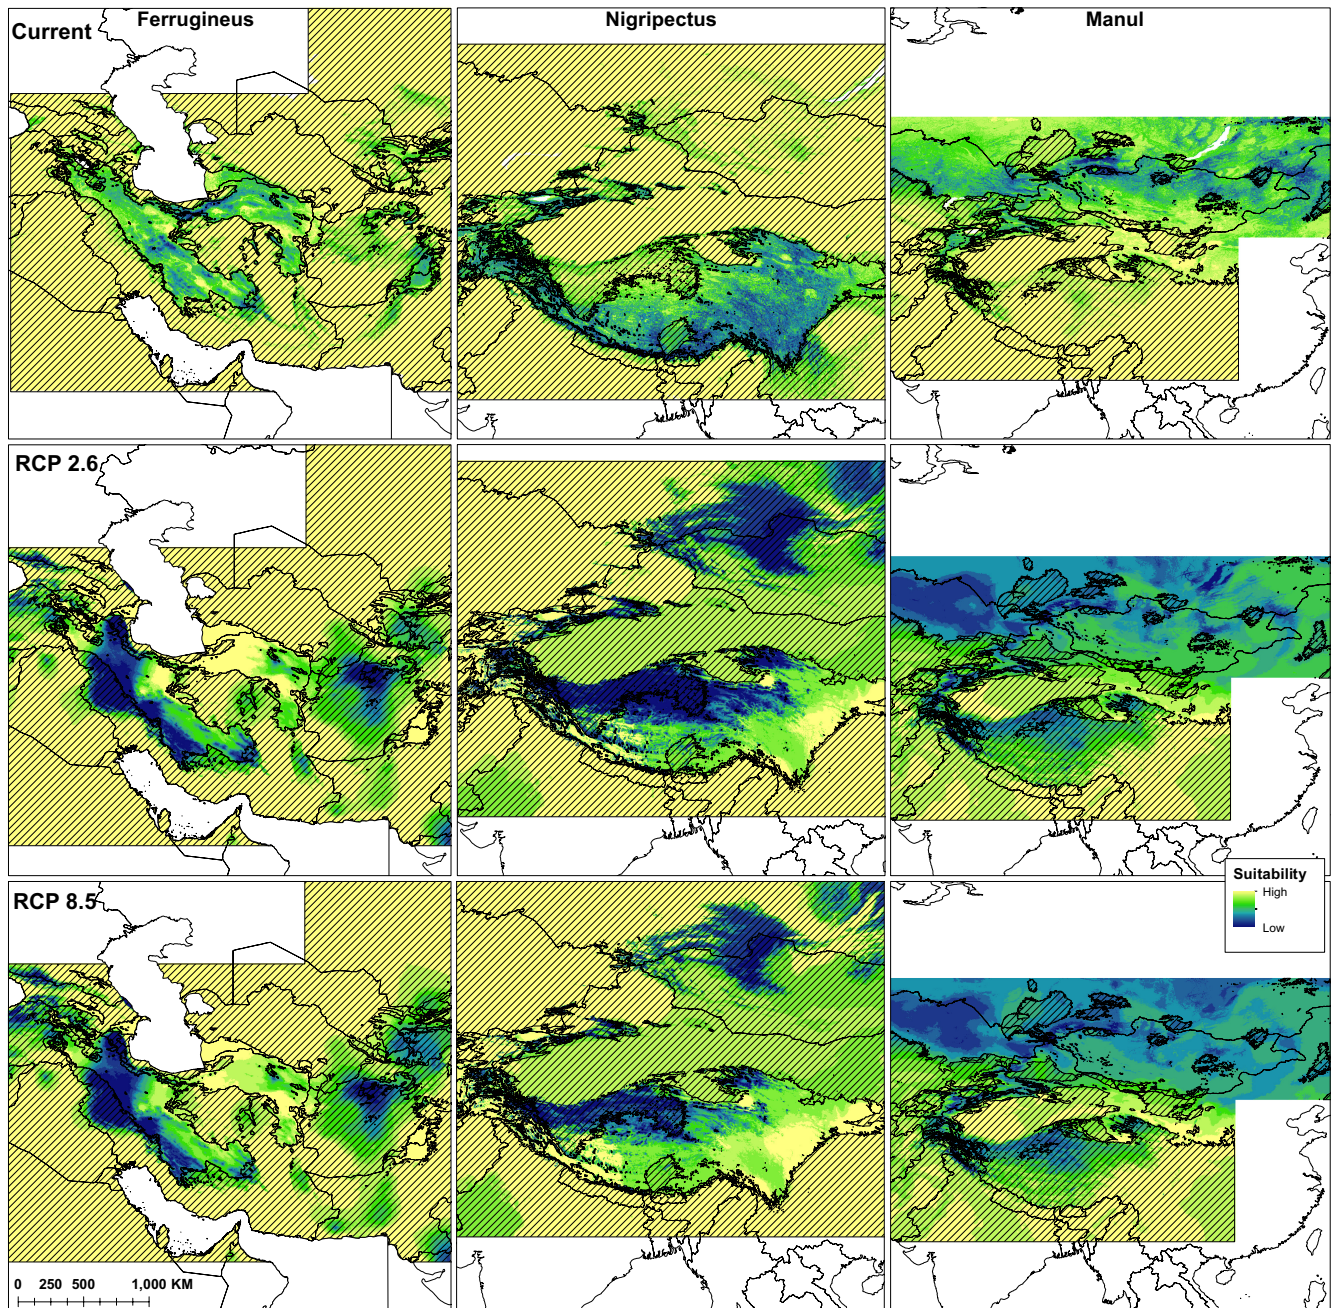 Current
Ferrugineus
Nigripectus
Manul
RCP 2.6
Suitability
High
Low
RCP 8.5
0 250 500 1,000 KM